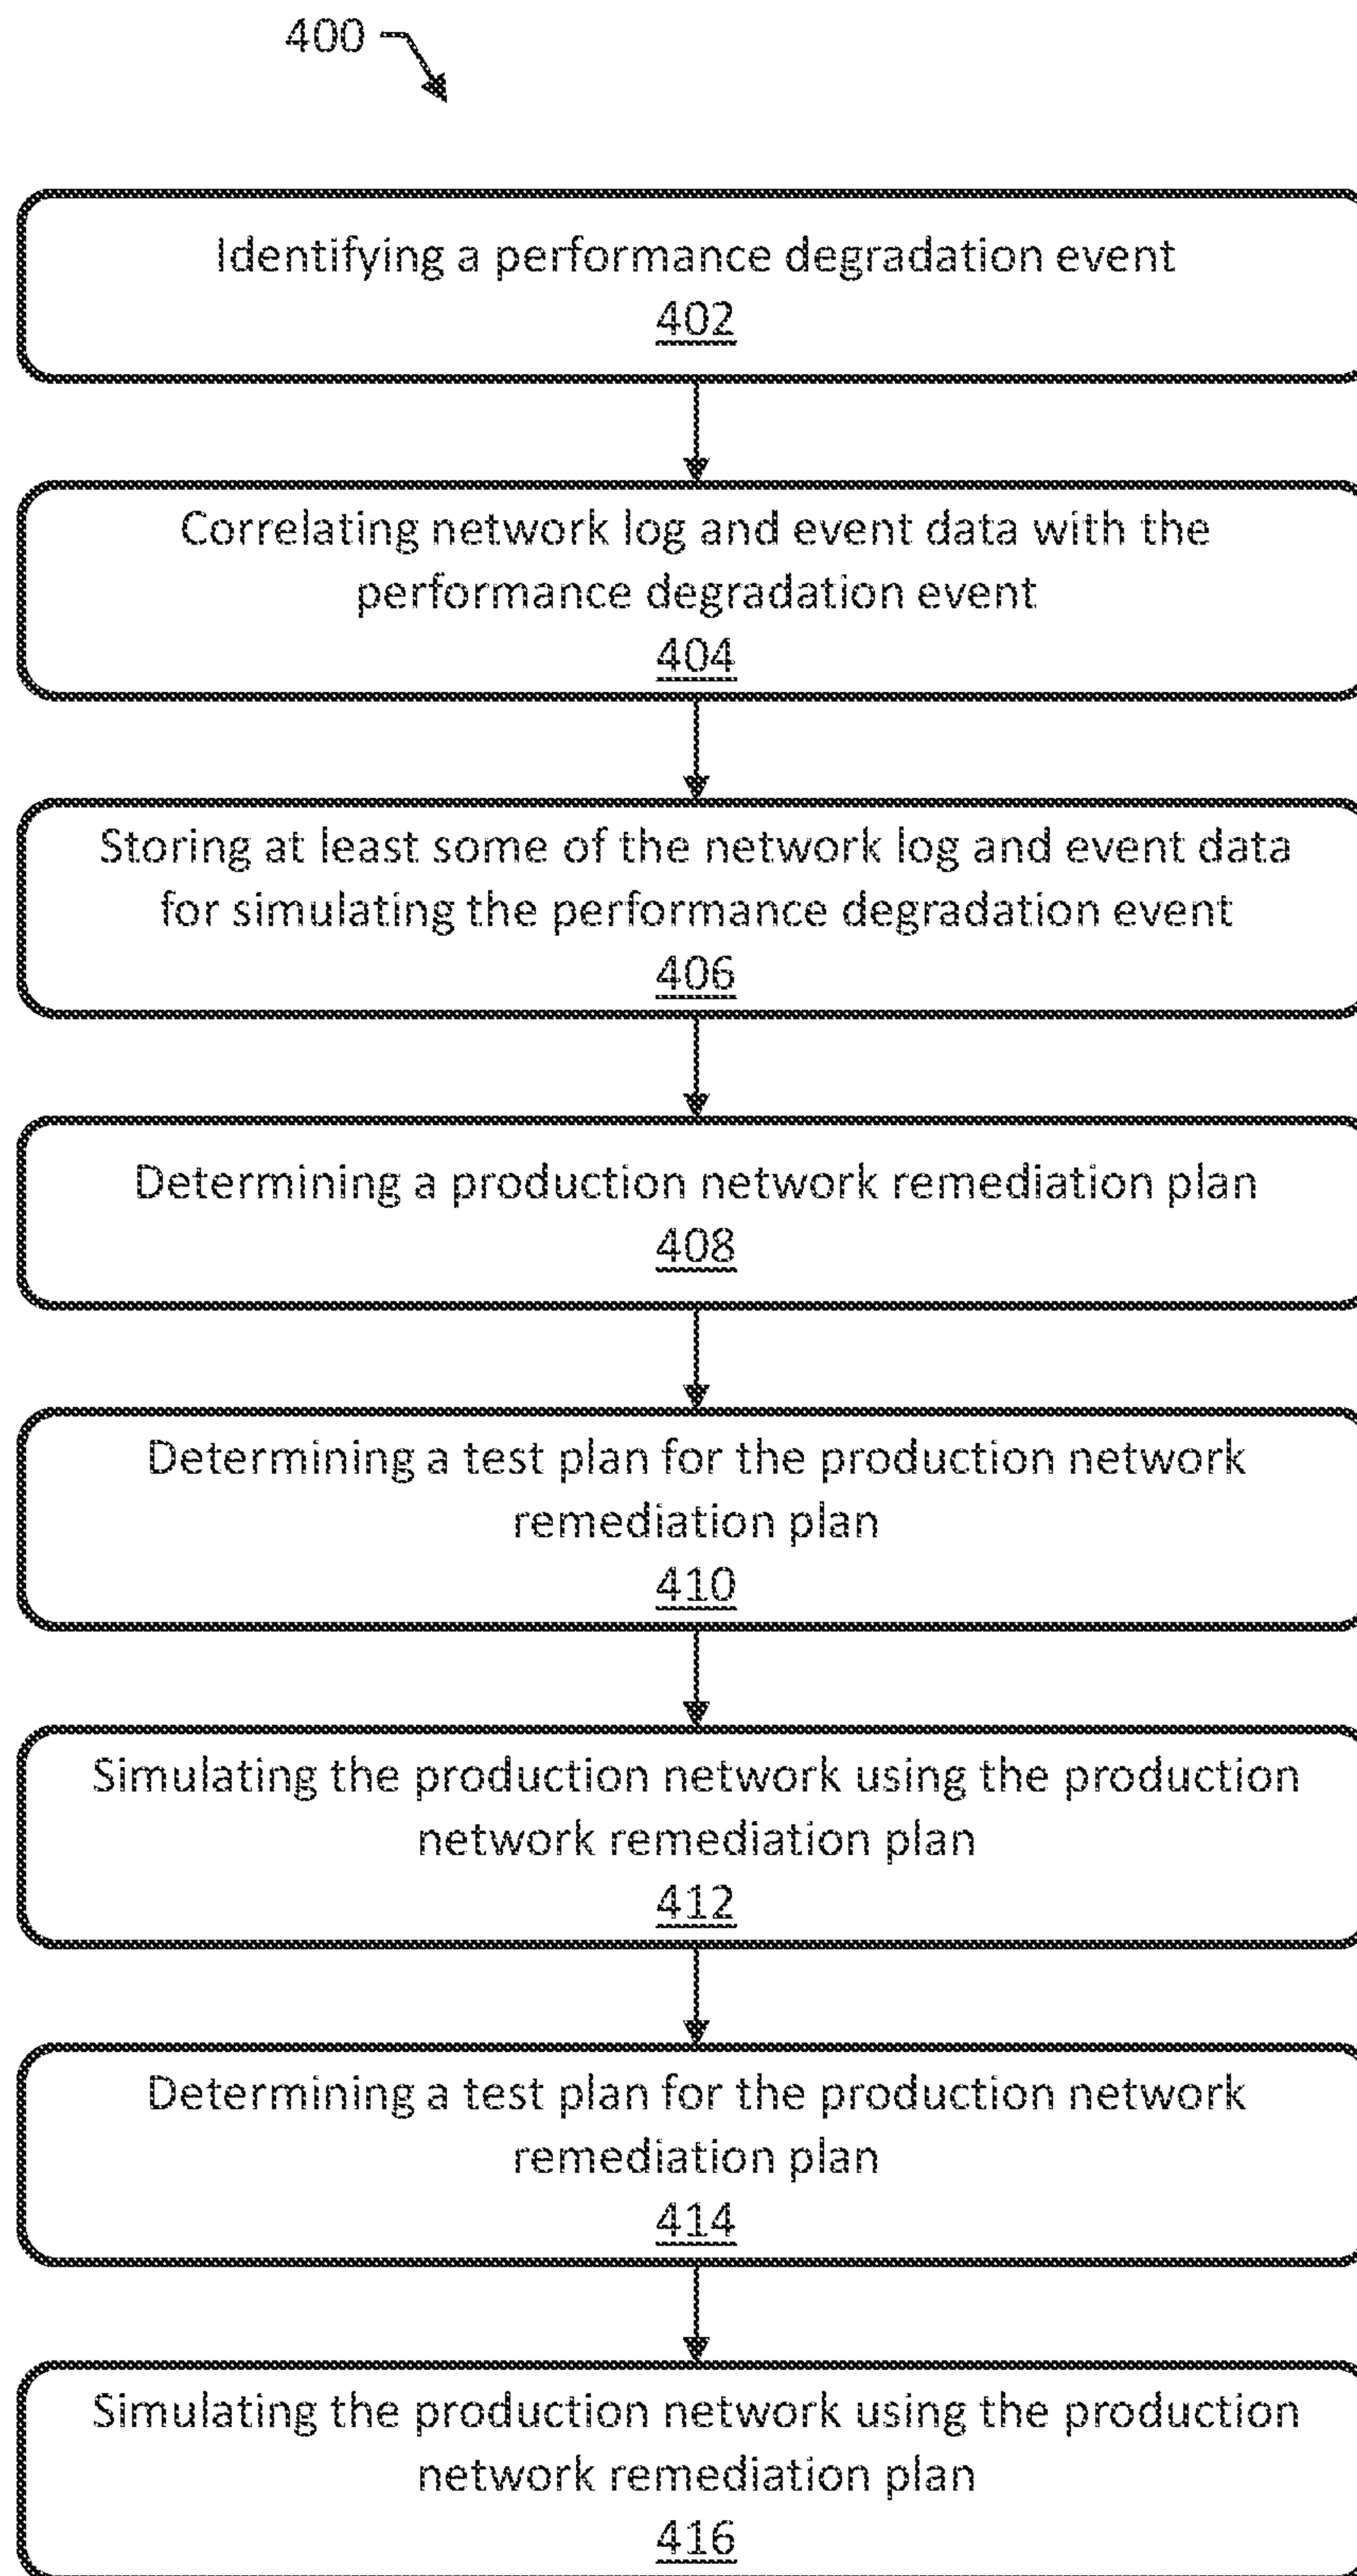 400
Identifying a performance degradation event
402
Correlating network log and event data with the
performance degradation event
404
Storing at least some of the network log and event data
for simulating the performance degradation event
406
Determining a production network remediation plan
408
Determining a test plan for the production network
remediation plan
410
Simulating the production network using the production
network remediation plan
412
Determining a test plan for the production network
remediation plan
414
Simulating the production network using the production
network remediation plan
416